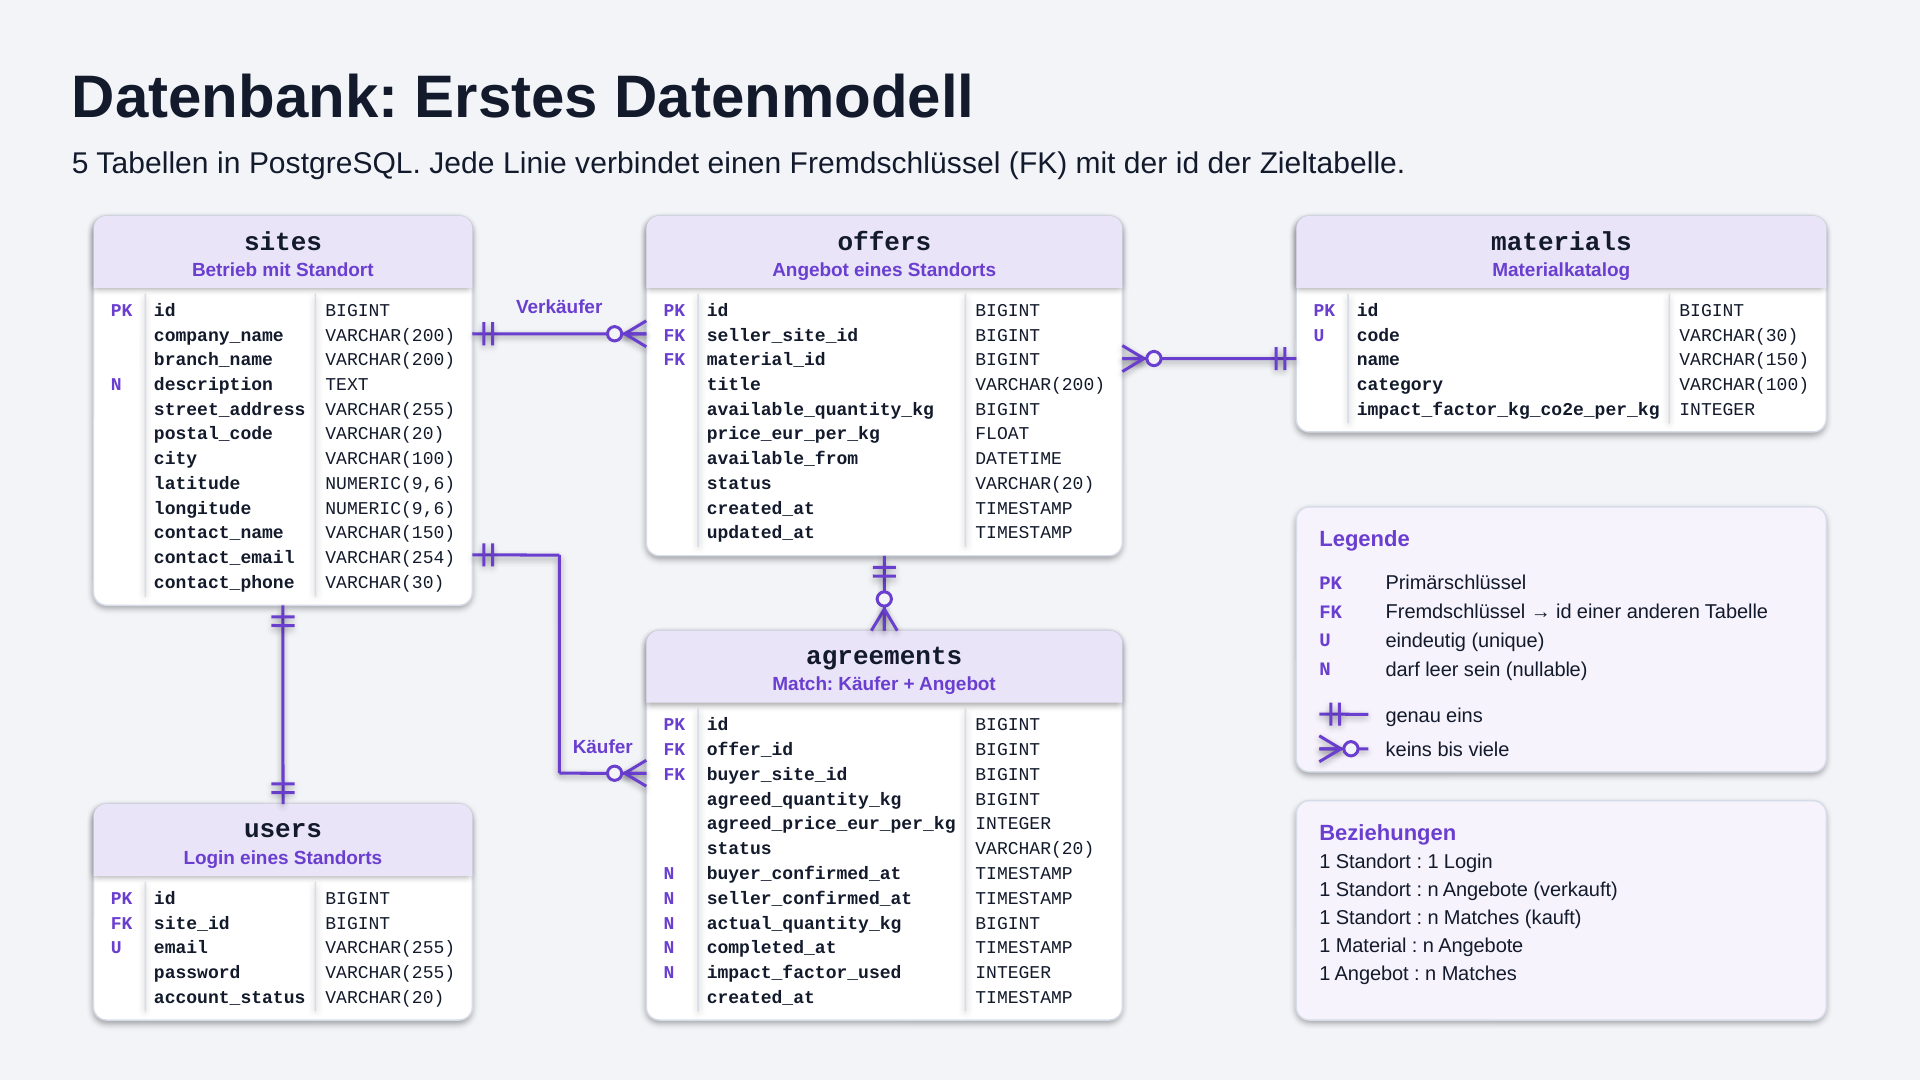 Datenbank: Erstes Datenmodell
5 Tabellen in PostgreSQL. Jede Linie verbindet einen Fremdschlüssel (FK) mit der id der Zieltabelle.
sites
Betrieb mit Standort
PK id BIGINT
company_name VARCHAR(200)
branch_name VARCHAR(200)
N description TEXT
street_address VARCHAR(255)
postal_code VARCHAR(20)
city VARCHAR(100)
latitude NUMERIC(9,6)
longitude NUMERIC(9,6)
contact_name VARCHAR(150)
contact_email VARCHAR(254)
contact_phone VARCHAR(30)
Verkäufer
offers
Angebot eines Standorts
PK id BIGINT
FK seller_site_id BIGINT
FK material_id BIGINT
title VARCHAR(200)
available_quantity_kg BIGINT
price_eur_per_kg FLOAT
available_from DATETIME
status VARCHAR(20)
created_at TIMESTAMP
updated_at TIMESTAMP
materials
Materialkatalog
PK id BIGINT
U code VARCHAR(30)
name VARCHAR(150)
category VARCHAR(100)
impact_factor_kg_co2e_per_kg INTEGER
users
Login eines Standorts
PK id BIGINT
FK site_id BIGINT
U email VARCHAR(255)
password VARCHAR(255)
account_status VARCHAR(20)
Käufer
agreements
Match: Käufer + Angebot
PK id BIGINT
FK offer_id BIGINT
FK buyer_site_id BIGINT
agreed_quantity_kg BIGINT
agreed_price_eur_per_kg INTEGER
status VARCHAR(20)
N buyer_confirmed_at TIMESTAMP
N seller_confirmed_at TIMESTAMP
N actual_quantity_kg BIGINT
N completed_at TIMESTAMP
N impact_factor_used INTEGER
created_at TIMESTAMP
Legende
PK Primärschlüssel
FK Fremdschlüssel → id einer anderen Tabelle
U eindeutig (unique)
N darf leer sein (nullable)
genau eins
keins bis viele
Beziehungen
1 Standort : 1 Login
1 Standort : n Angebote (verkauft)
1 Standort : n Matches (kauft)
1 Material : n Angebote
1 Angebot : n Matches